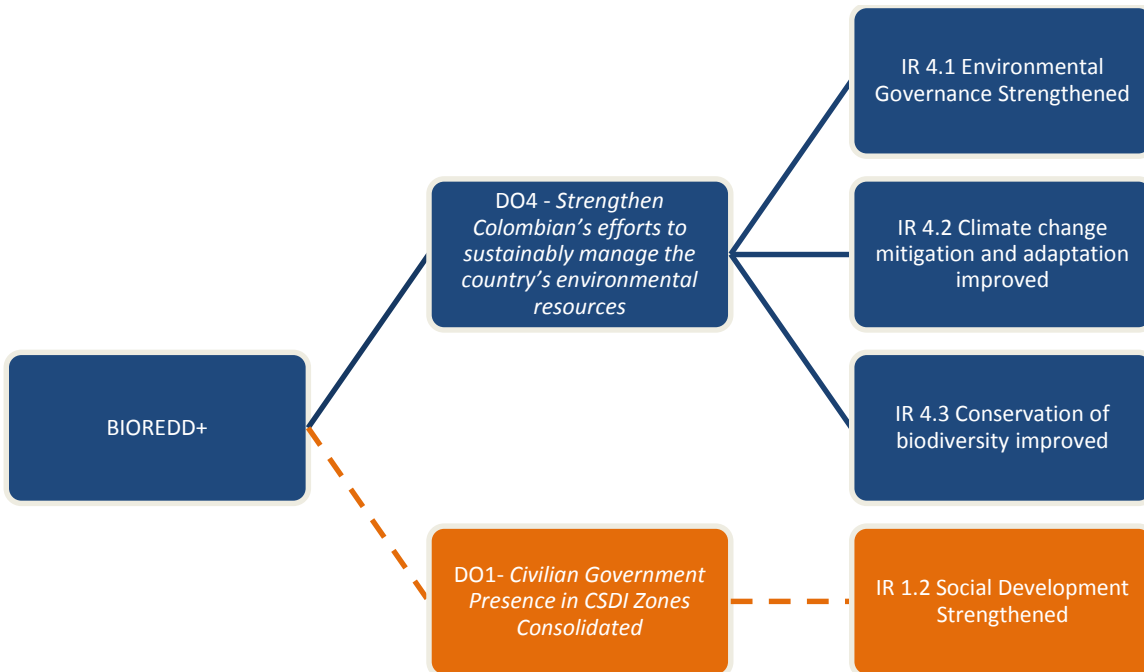 IR 4.1 Environmental
Governance Strengthened
DO4 - Strengthen
Colombian’s efforts to
sustainably manage the
country’s environmental
resources
IR 4.2 Climate change
mitigation and adaptation
improved
BIOREDD+
IR 4.3 Conservation of
biodiversity improved
DO1- Civilian Government
Presence in CSDI Zones
Consolidated
IR 1.2 Social Development
Strengthened